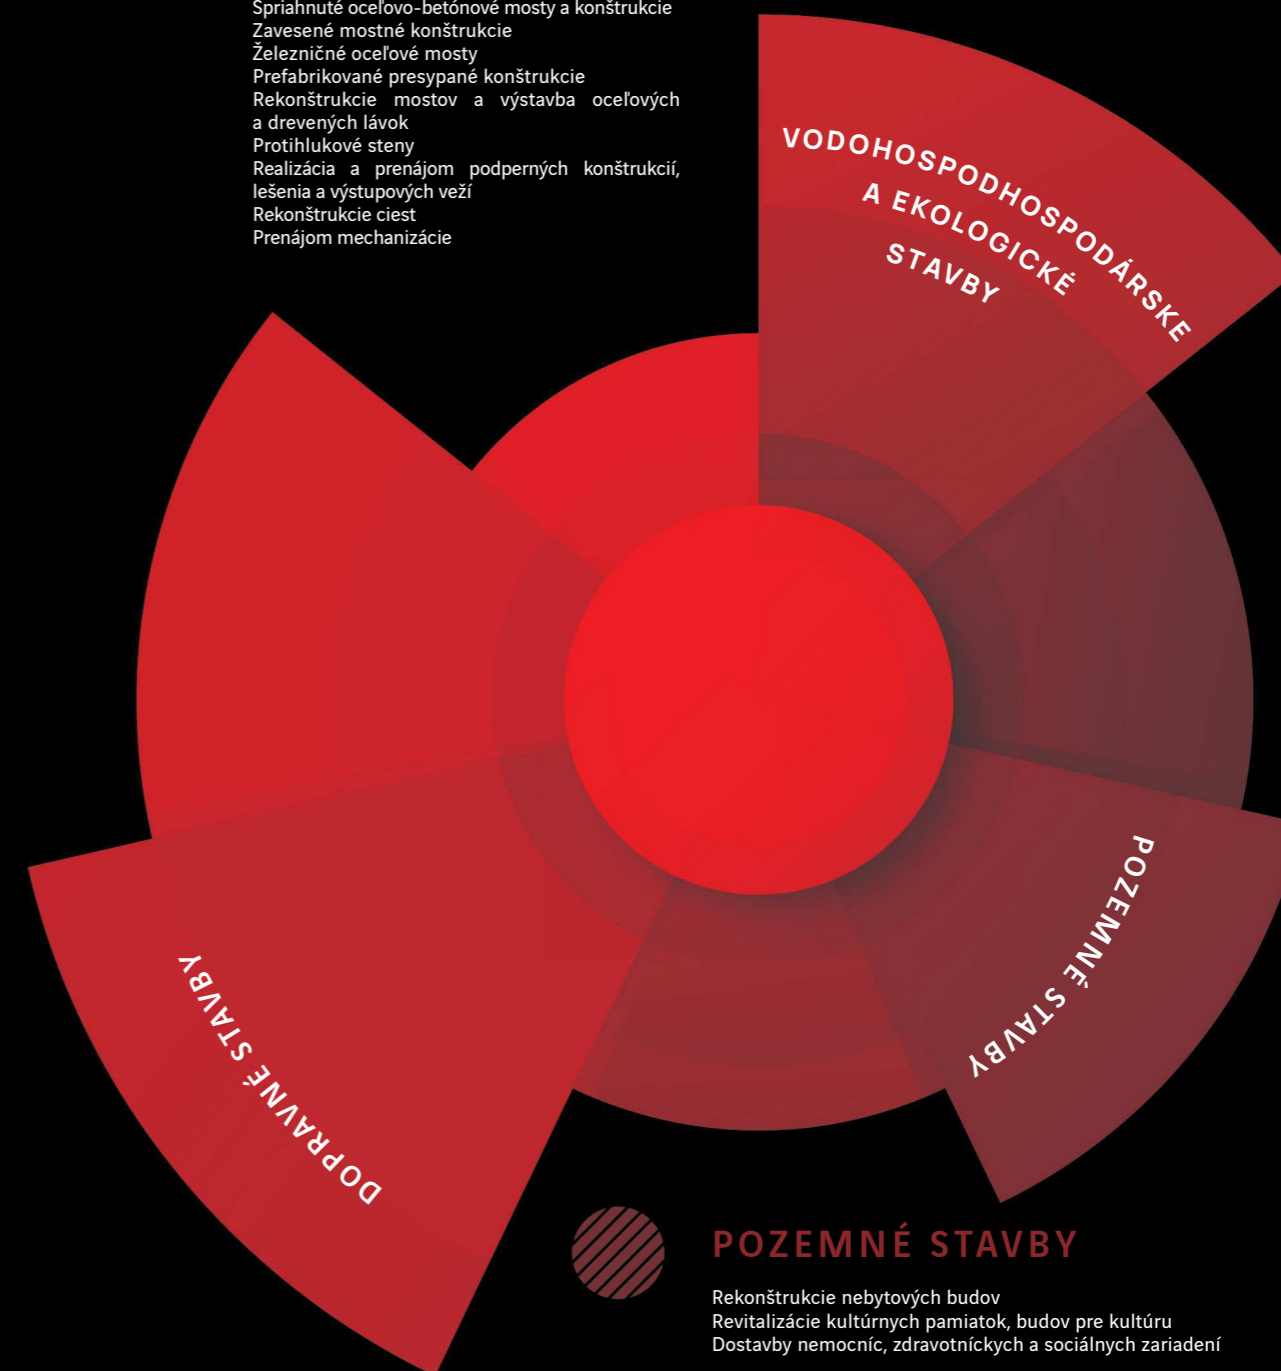 Spriahnuté oceľovo-betónové mosty a konštrukcie
Zavesené mostné konštrukcie
Železničné oceľové mosty
Prefabrikované presypané konštrukcie
Rekonštrukcie mostov a výstavba oceľových
a drevených lávok
Protihlukové steny
Realizácia a prenájom podperných konštrukcií,
lešenia a výstupových veží
Rekonštrukcie ciest
Prenájom mechanizácie
VODOHOSPODHOSPODÁRSKE
A EKOLOGICKÉ
STAVBY
POZEMNÉ STAVBY
DOPRAVNÉ STAVBY
POZEMNÉ STAVBY
Rekonštrukcie nebytových budov
Revitalizácie kultúrnych pamiatok, budov pre kultúru
Dostavby nemocníc, zdravotníckych a sociálnych zariadení